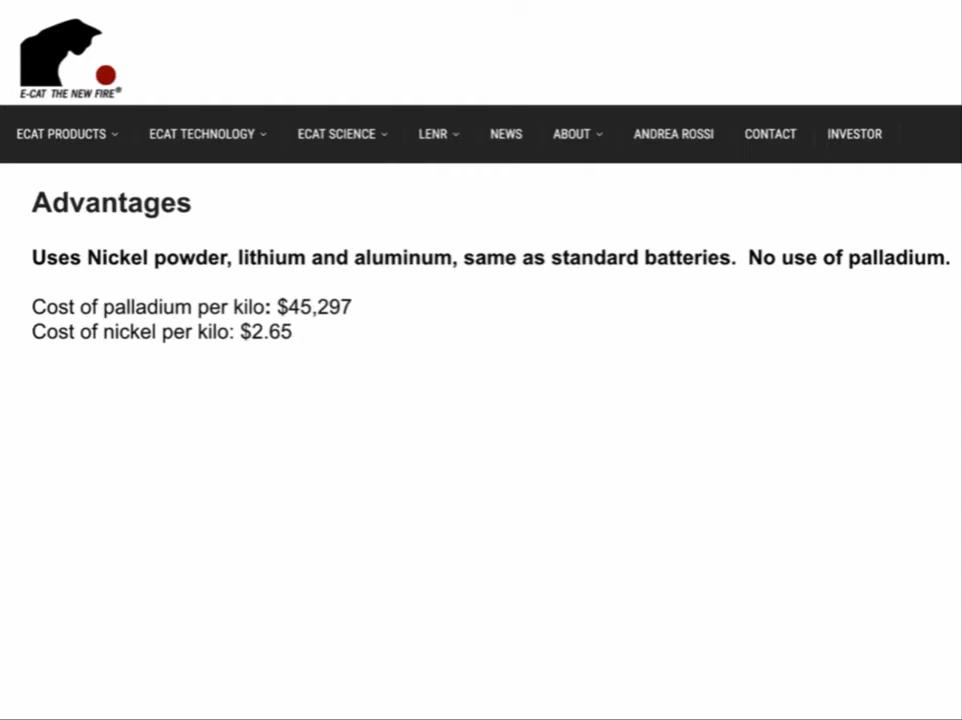 E-CAT THE NEW FIRE®
ECAT PRODUCTS ECAT TECHNOLOGY ECAT SCIENCE LENR NEWS ABOUT ANDREA ROSSI CONTACT INVESTOR
Advantages
Uses Nickel powder, lithium and aluminum, same as standard batteries. No use of palladium.
Cost of palladium per kilo: $45,297
Cost of nickel per kilo: $2.65